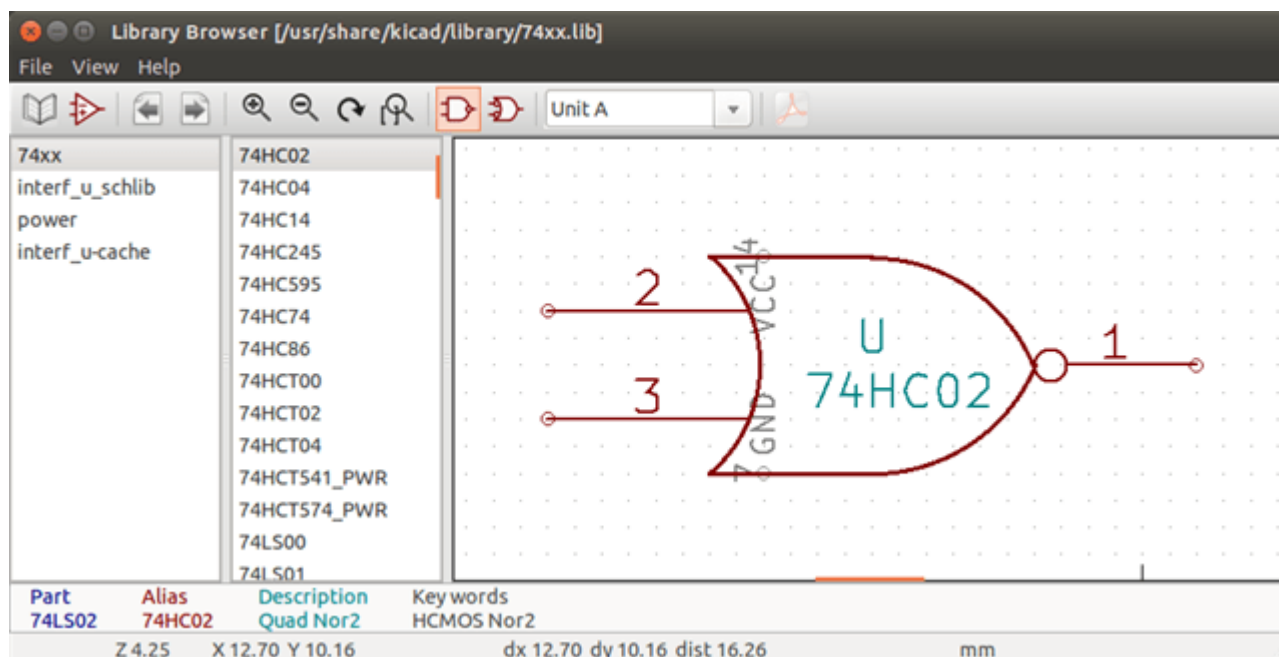 Library Browser [/usr/share/kicad/library/74xx.lib]
File View Help
Unit A
74xx
interf_u_schlib
power
interf_u-cache
74HC02
74HC04
74HC14
74HC245
74HC595
74HC74
74HC86
74HCT00
74HCT02
74HCT04
74HCT541_PWR
74HCT574_PWR
74LS00
74LS01
14
VCC
2
U
1
3
74HC02
GND
7
Part Alias Description Key words
74LS02 74HC02 Quad Nor2 HCMOS Nor2
Z 4.25 X 12.70 Y 10.16 dx 12.70 dy 10.16 dist 16.26 mm